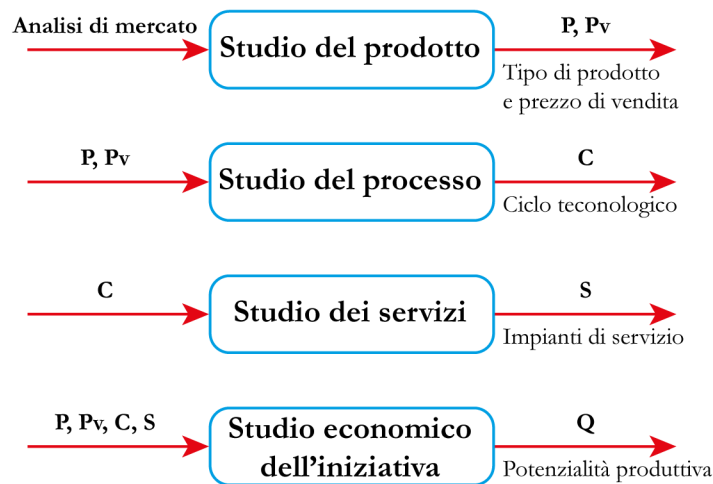 Analisi di mercato
Studio del prodotto
P, Pv
Tipo di prodotto
e prezzo di vendita
P, Pv
Studio del processo
C
Ciclo teconologico
C
Studio dei servizi
S
Impianti di servizio
P, Pv, C, S
Studio economico
dell'iniziativa
Q
Potenzialità produttiva